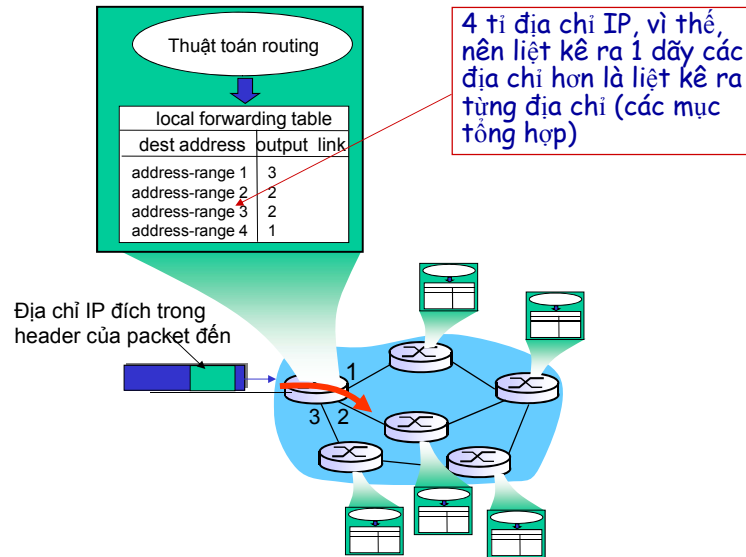 Thuật toán routing
local forwarding table
dest address output link
address-range 1 3
address-range 2 2
address-range 3 2
address-range 4 1
4 tỉ địa chỉ IP, vì thế,
nên liệt kê ra 1 dãy các
địa chỉ hơn là liệt kê ra
từng địa chỉ (các mục
tổng hợp)
Địa chỉ IP đích trong
header của packet đến
1
3 2